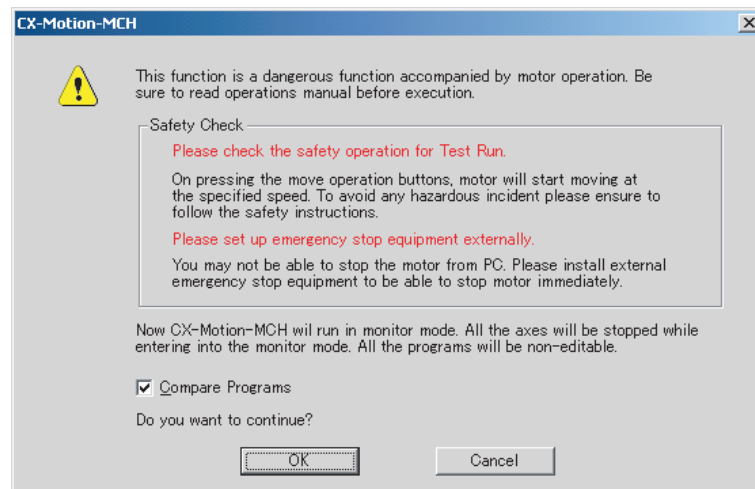 CX-Motion-MCH
This function is a dangerous function accompanied by motor operation. Be
sure to read operations manual before execution.
Safety Check
Please check the safety operation for Test Run.
On pressing the move operation buttons, motor will start moving at
the specified speed. To avoid any hazardous incident please ensure to
follow the safety instructions.
Please set up emergency stop equipment externally.
You may not be able to stop the motor from PC. Please install external
emergency stop equipment to be able to stop motor immediately.
Now CX-Motion-MCH wil run in monitor mode. All the axes will be stopped while
entering into the monitor mode. All the programs will be non-editable.
Compare Programs
Do you want to continue?
OK
Cancel